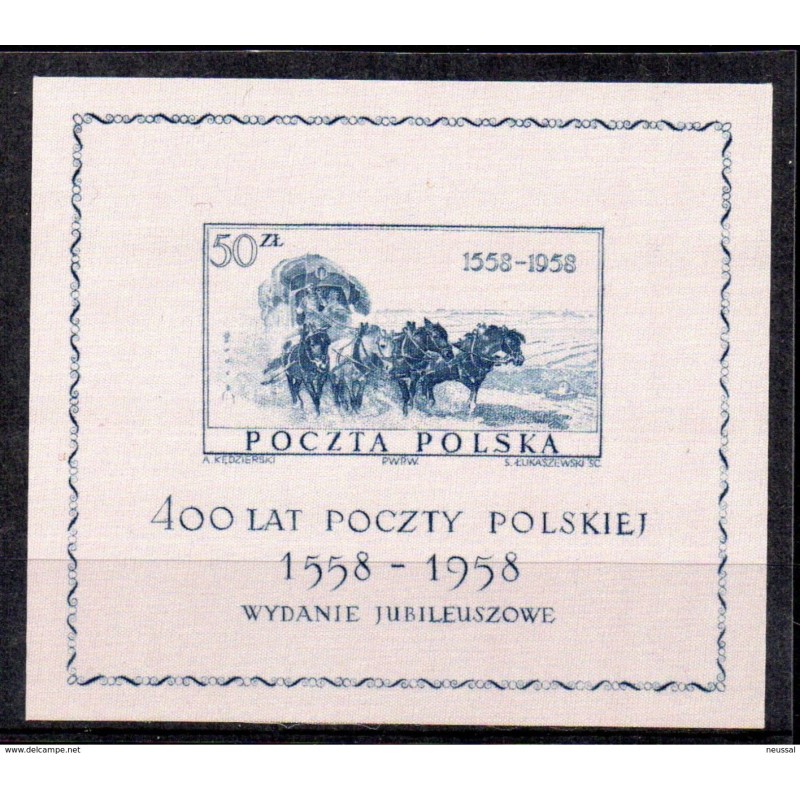 50 ZŁ
1558-1958
POCZTA POLSKA
A. KĘDZIERSKI PWPW. S. ŁUKASZEWSKI SC.
400 LAT POCZTY POLSKIEJ
1558 - 1958
WYDANIE JUBILEUSZOWE
www.delcampe.net
neussal